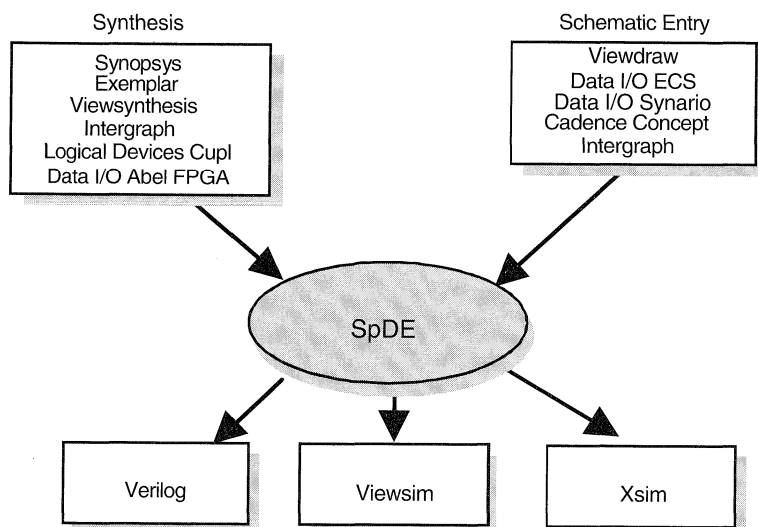 Synthesis
Synopsys
Exemplar
Viewsynthesis
Intergraph
Logical Devices Cupl
Data I/O Abel FPGA
Schematic Entry
Viewdraw
Data I/O ECS
Data I/O Synario
Cadence Concept
Intergraph
SpDE
Verilog
Viewsim
Xsim